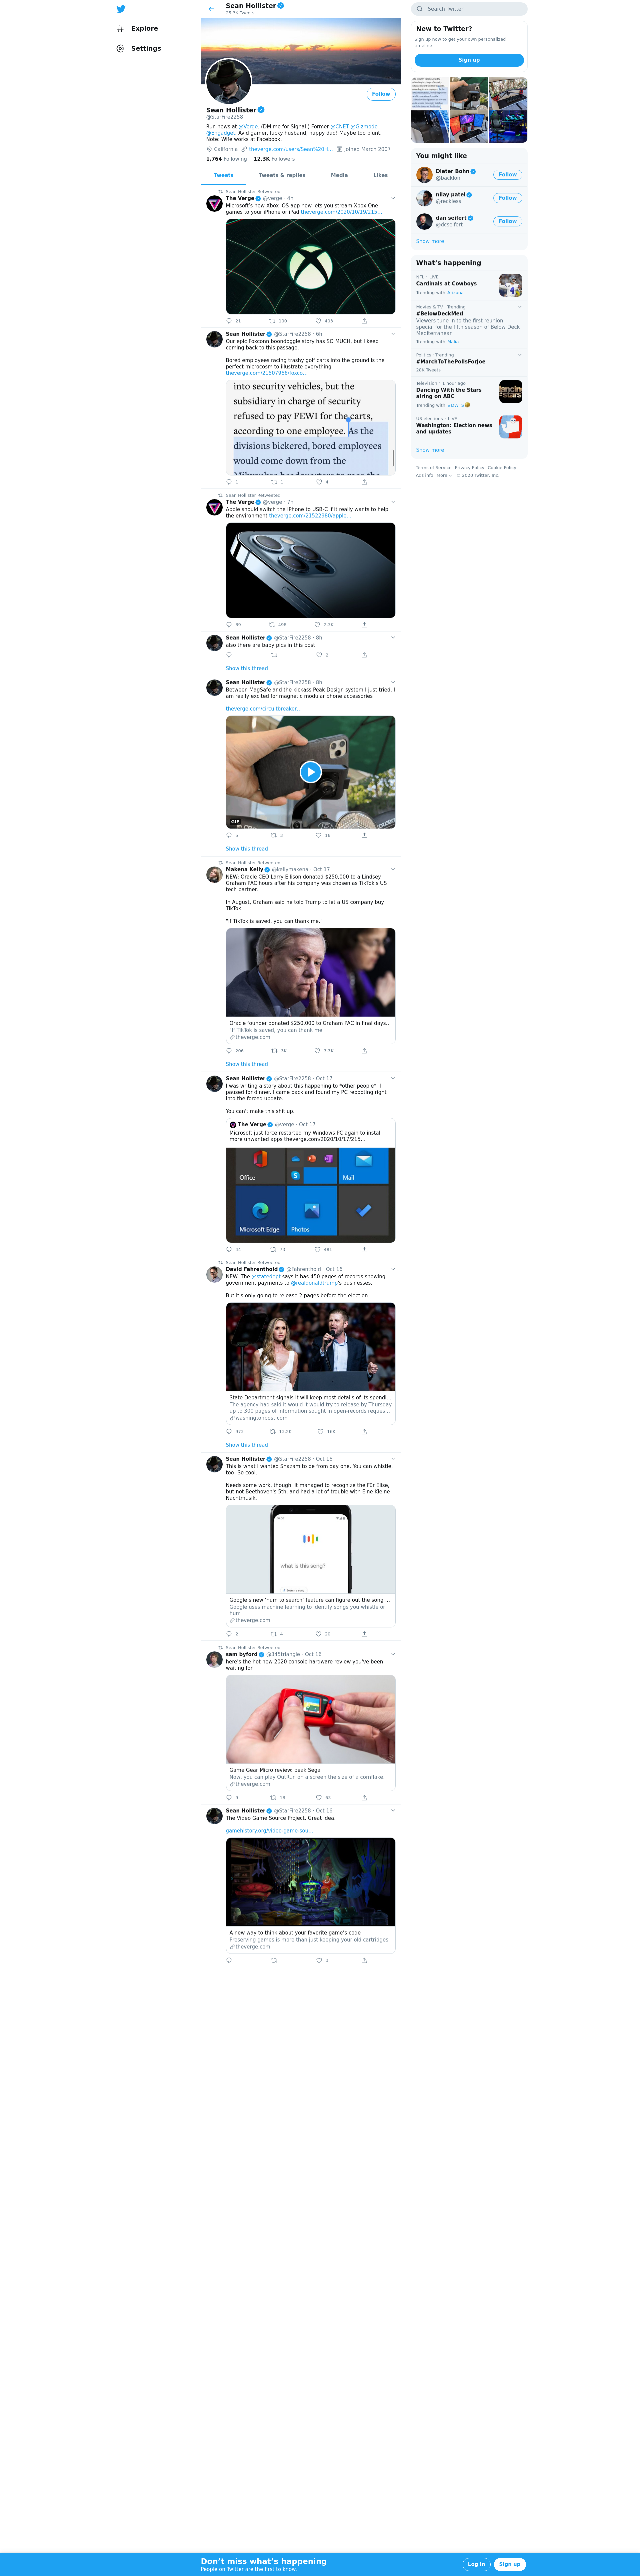 Explore
Settings
Sean Hollister
25.3K Tweets
Follow
Sean Hollister
@StarFire2258
Run news at @Verge. (DM me for Signal.) Former @CNET @Gizmodo
@Engadget. Avid gamer, lucky husband, happy dad! Maybe too blunt.
Note: Wife works at Facebook.
California theverge.com/users/Sean%20H... Joined March 2007
1,764 Following 12.3K Followers
Tweets Tweets & replies Media Likes
Sean Hollister Retweeted
The Verge @verge · 4h
Microsoft's new Xbox iOS app now lets you stream Xbox One
games to your iPhone or iPad theverge.com/2020/10/19/215...
21 100 403
Sean Hollister @StarFire2258 · 6h
Our epic Foxconn boondoggle story has SO MUCH, but I keep
coming back to this passage.
Bored employees racing trashy golf carts into the ground is the
perfect microcosm to illustrate everything
theverge.com/21507966/foxco...
into security vehicles, but the
subsidiary in charge of security
refused to pay FEWI for the carts,
according to one employee. As the
divisions bickered, bored employees
would come down from the
1 1 4
Sean Hollister Retweeted
The Verge @verge · 7h
Apple should switch the iPhone to USB-C if it really wants to help
the environment theverge.com/21522980/apple...
89 498 2.3K
Sean Hollister @StarFire2258 · 8h
also there are baby pics in this post
2
Show this thread
Sean Hollister @StarFire2258 · 8h
Between MagSafe and the kickass Peak Design system I just tried, I
am really excited for magnetic modular phone accessories
theverge.com/circuitbreaker...
GIF
5 3 16
Show this thread
Sean Hollister Retweeted
Makena Kelly @kellymakena · Oct 17
NEW: Oracle CEO Larry Ellison donated $250,000 to a Lindsey
Graham PAC hours after his company was chosen as TikTok's US
tech partner.
In August, Graham said he told Trump to let a US company buy
TikTok.
"If TikTok is saved, you can thank me."
Oracle founder donated $250,000 to Graham PAC in final days...
"If TikTok is saved, you can thank me"
theverge.com
206 3K 3.3K
Show this thread
Sean Hollister @StarFire2258 · Oct 17
I was writing a story about this happening to *other people*. I
paused for dinner. I came back and found my PC rebooting right
into the forced update.
You can't make this shit up.
The Verge @verge · Oct 17
Microsoft just force restarted my Windows PC again to install
more unwanted apps theverge.com/2020/10/17/215...
Office
Mail
Microsoft Edge
Photos
44 73 461
Sean Hollister Retweeted
David Fahrenthold @Fahrenthold · Oct 16
NEW: The @statedept says it has 450 pages of records showing
government payments to @realdonaldtrump's businesses.
But it's only going to release 2 pages before the election.
State Department signals it will keep most details of its spendi...
The agency had said it would it would try to release by Thursday
up to 300 pages of information sought in open-records reques...
washingtonpost.com
973 13.2K 16K
Show this thread
Sean Hollister @StarFire2258 · Oct 16
This is what I wanted Shazam to be from day one. You can whistle,
too! So cool.
Needs some work, though. It managed to recognize the Für Elise,
but not Beethoven's 5th, and had a lot of trouble with Eine Kleine
Nachtmusik.
what is this song?
Search a song
Google's new 'hum to search' feature can figure out the song ...
Google uses machine learning to identify songs you whistle or
hum
theverge.com
2 4 20
Sean Hollister Retweeted
sam byford @345triangle · Oct 16
here's the hot new 2020 console hardware review you've been
waiting for
Game Gear Micro review: peak Sega
Now, you can play OutRun on a screen the size of a cornflake.
theverge.com
9 18 63
Sean Hollister @StarFire2258 · Oct 16
The Video Game Source Project. Great idea.
gamehistory.org/video-game-sou...
A new way to think about your favorite game's code
Preserving games is more than just keeping your old cartridges
theverge.com
3
Search Twitter
New to Twitter?
Sign up now to get your own personalized
timeline!
Sign up
You might like
Dieter Bohn
@backlon
Follow
nilay patel
@reckless
Follow
dan seifert
@dcseifert
Follow
Show more
What's happening
NFL · LIVE
Cardinals at Cowboys
Trending with Arizona
Movies & TV · Trending
#BelowDeckMed
Viewers tune in to the first reunion
special for the fifth season of Below Deck
Mediterranean
Trending with Malia
Politics · Trending
#MarchToThePollsForJoe
28K Tweets
Television · 1 hour ago
Dancing With the Stars
airing on ABC
Trending with #DWTS
US elections · LIVE
Washington: Election news
and updates
Show more
Terms of Service Privacy Policy Cookie Policy
Ads info More © 2020 Twitter, Inc.
Don't miss what's happening
People on Twitter are the first to know.
Log in
Sign up